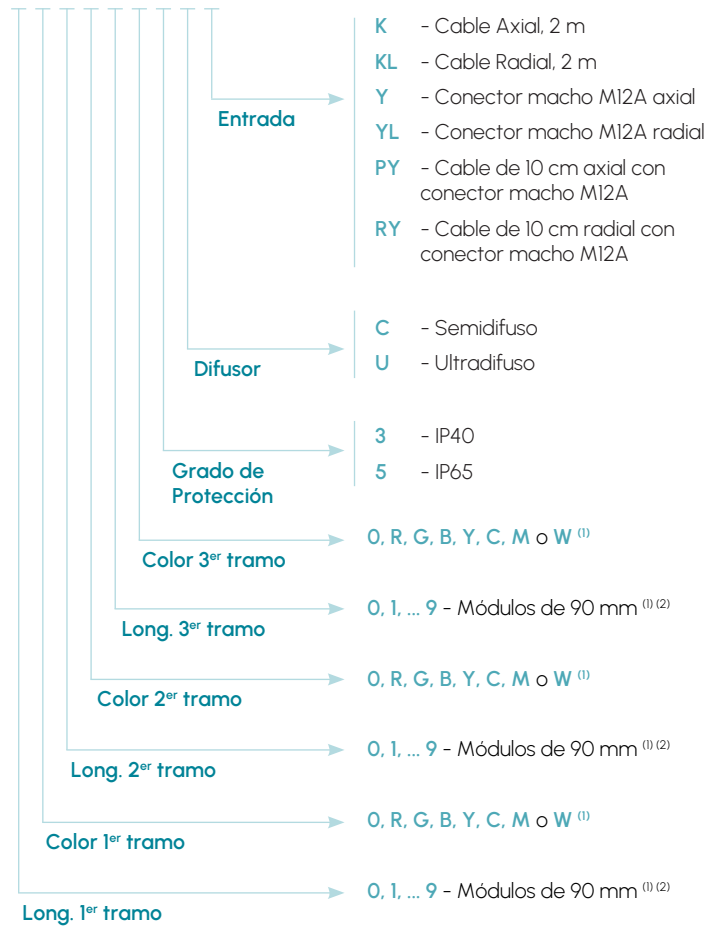 K - Cable Axial, 2 m
KL - Cable Radial, 2 m
Y - Conector macho M12A axial
Entrada
YL - Conector macho M12A radial
PY - Cable de 10 cm axial con
conector macho M12A
RY - Cable de 10 cm radial con
conector macho M12A
C - Semidifuso
Difusor
U - Ultradifuso
3 - IP40
Grado de
Protección
5 - IP65
0, R, G, B, Y, C, M o W (1)
Color 3er tramo
0, 1, ... 9 - Módulos de 90 mm (1) (2)
Long. 3er tramo
0, R, G, B, Y, C, M o W (1)
Color 2er tramo
0, 1, ... 9 - Módulos de 90 mm (1) (2)
Long. 2er tramo
0, R, G, B, Y, C, M o W (1)
Color 1er tramo
0, 1, ... 9 - Módulos de 90 mm (1) (2)
Long. 1er tramo